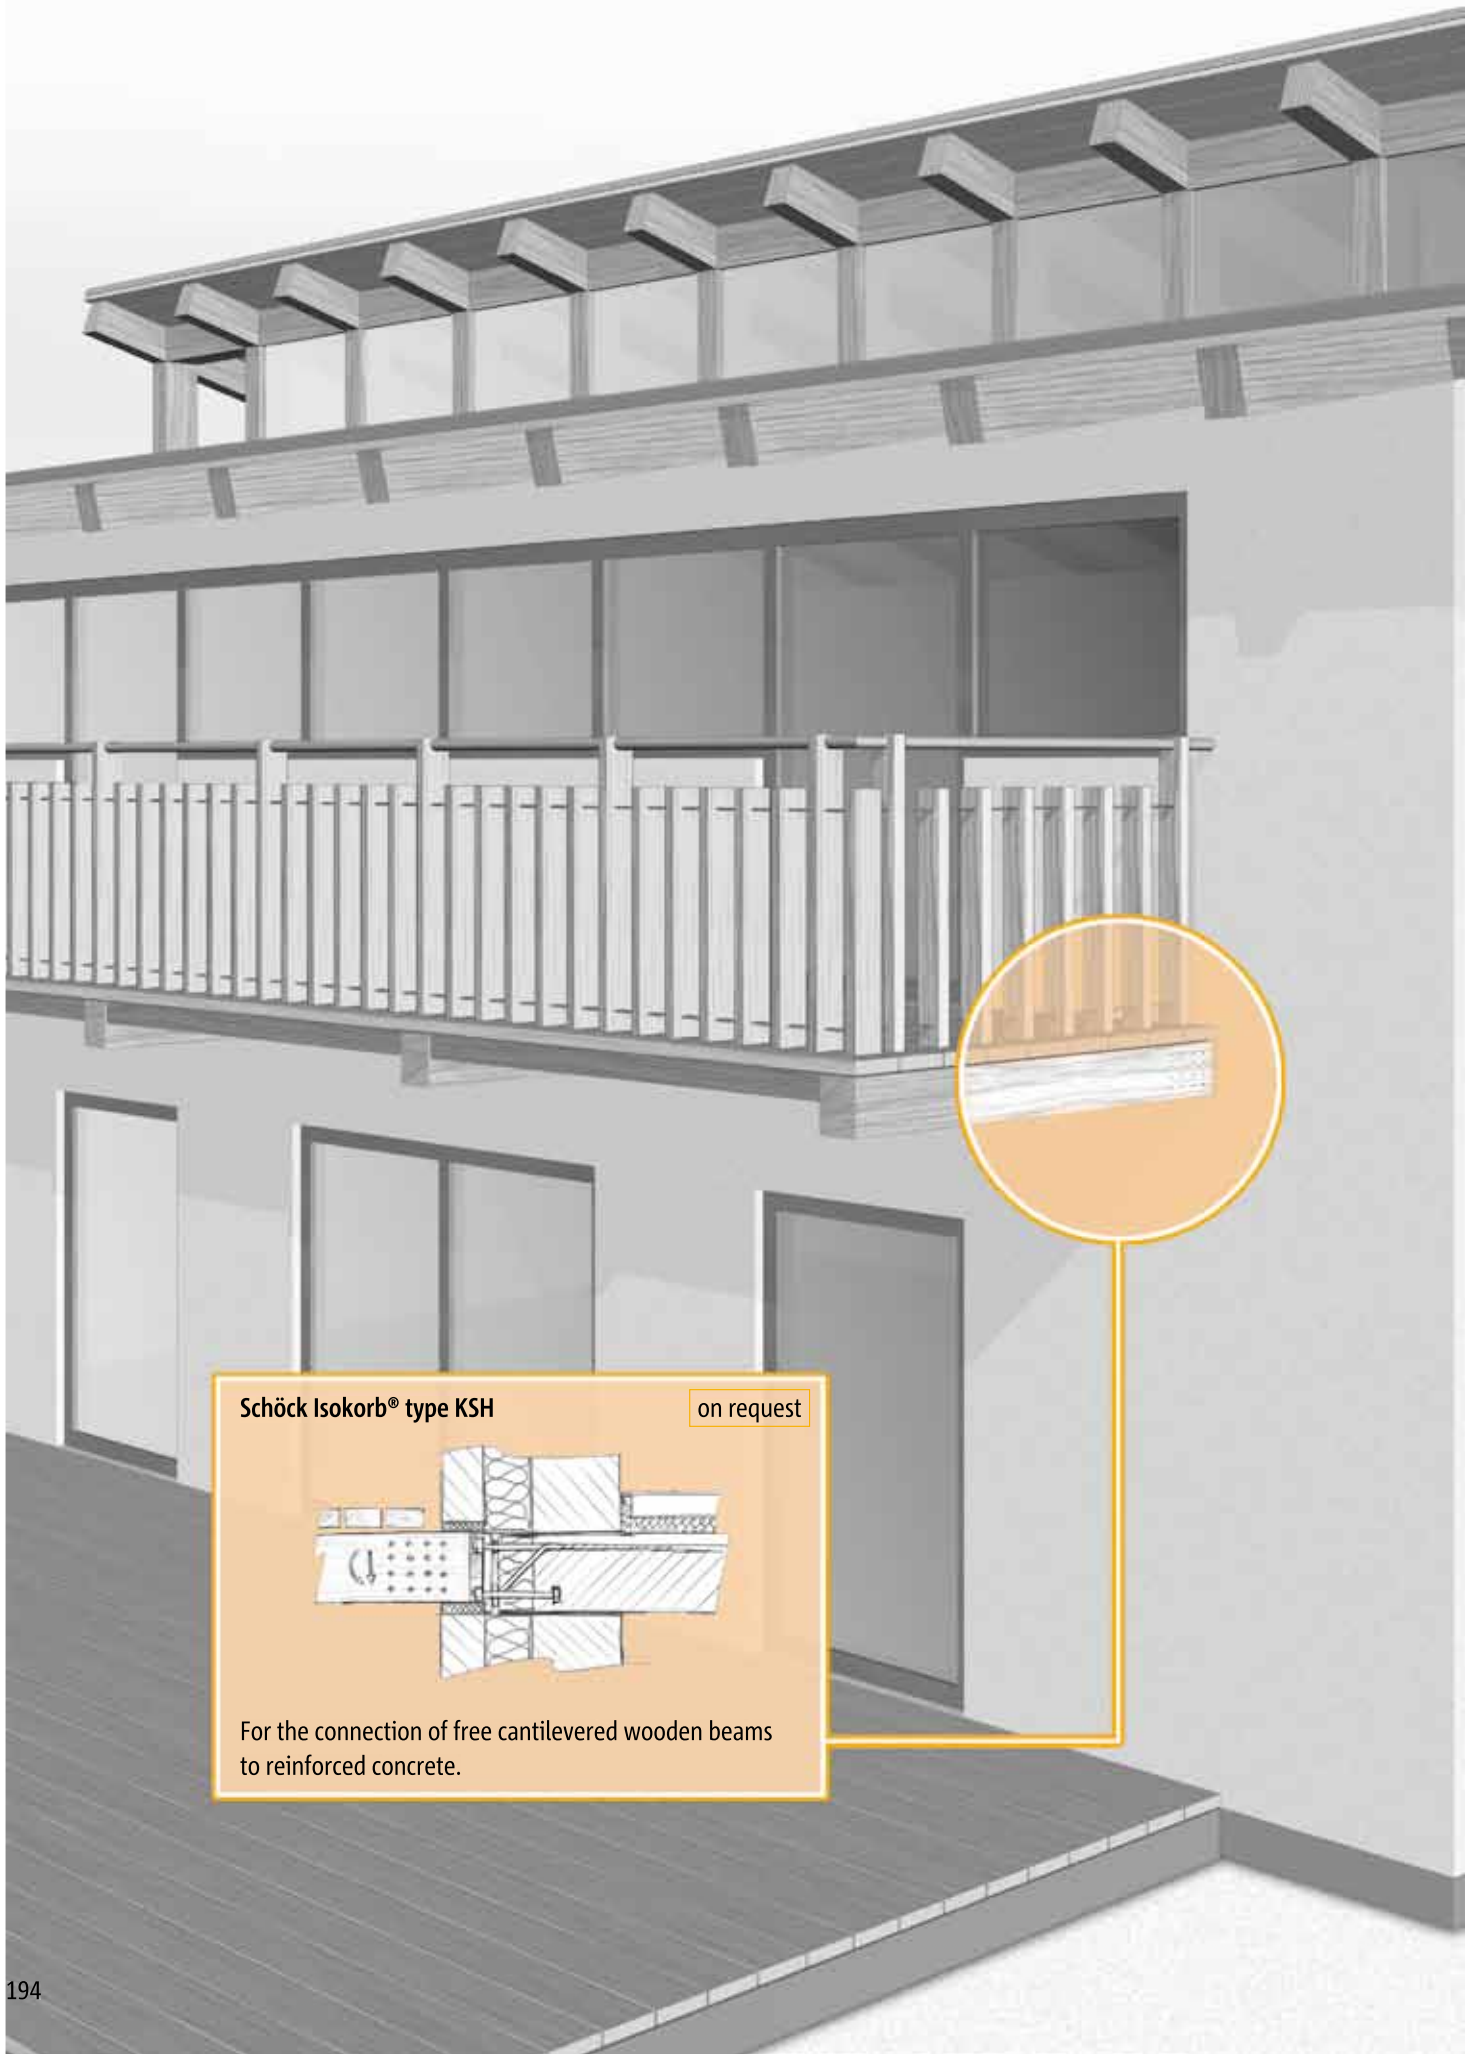 Schöck Isokorb® type KSH
on request
For the connection of free cantilevered wooden beams
to reinforced concrete.
194